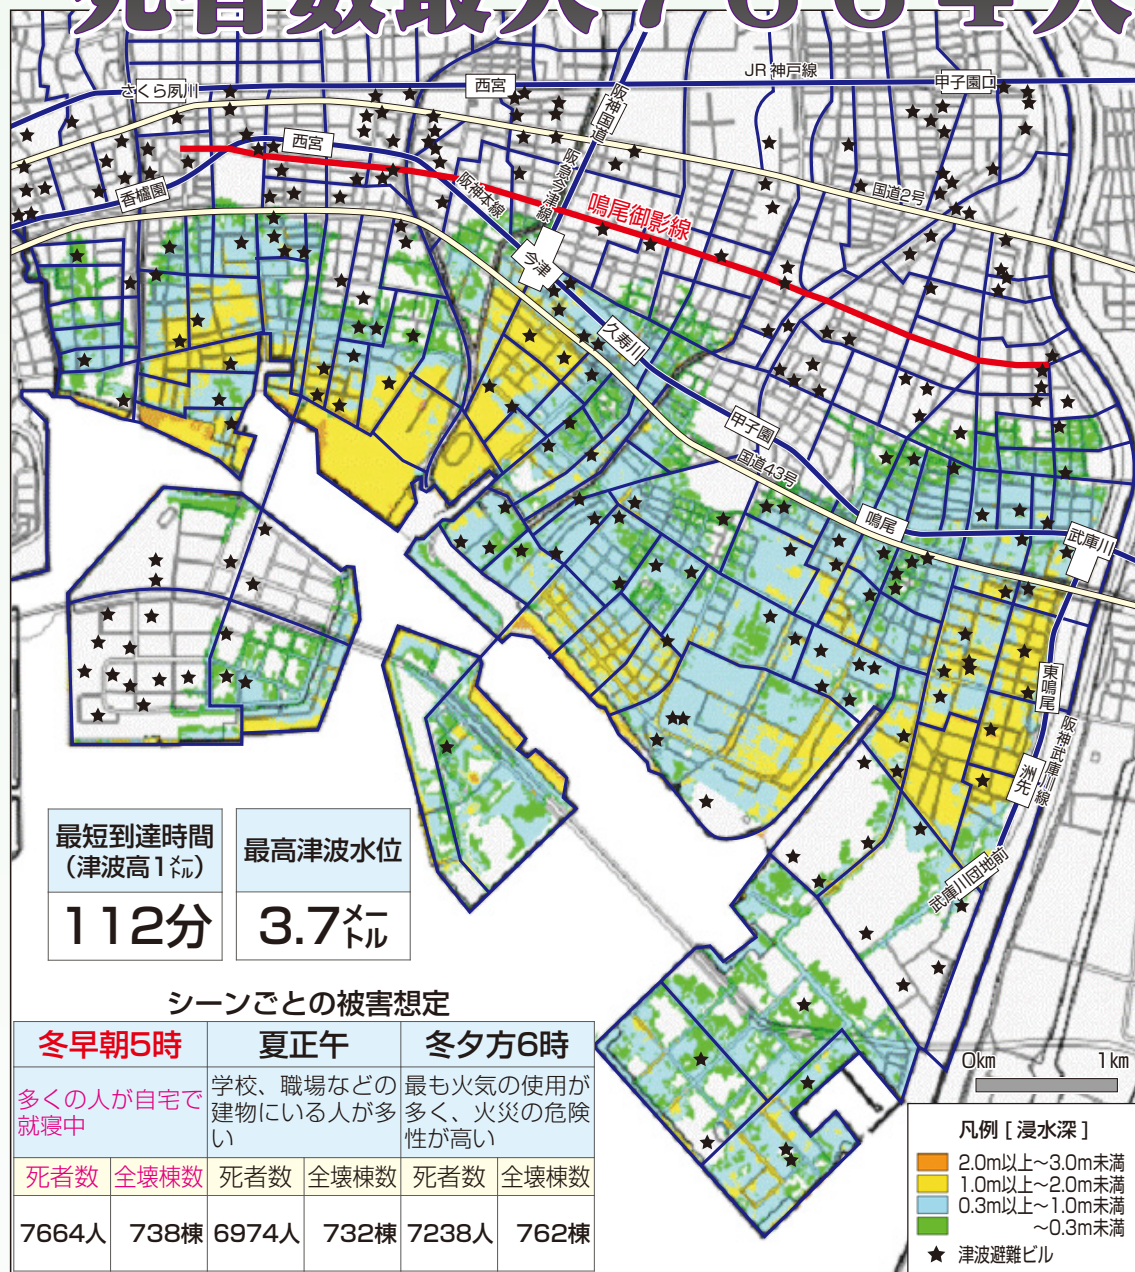 死者数最大7664人
さくら夙川
西宮
阪神国道
JR神戸線
甲子園口
西宮
香櫨園
阪神本線
阪急今津線
国道2号
鳴尾御影線
今津
久寿川
甲子園
国道43号
鳴尾
武庫川
東鳴尾
阪神武庫川線
洲先
武庫川団地前
最短到達時間
(津波高1メートル)
112分
最高津波水位
3.7メートル
シーンごとの被害想定
冬早朝5時 夏正午 冬夕方6時
多くの人が自宅で
就寝中
学校、職場などの
建物にいる人が多
い
最も火気の使用が
多く、火災の危険
性が高い
死者数 全壊棟数 死者数 全壊棟数 死者数 全壊棟数
7664人 738棟 6974人 732棟 7238人 762棟
0km 1km
凡例[浸水深]
2.0m以上～3.0m未満
1.0m以上～2.0m未満
0.3m以上～1.0m未満
～0.3m未満
★ 津波避難ビル